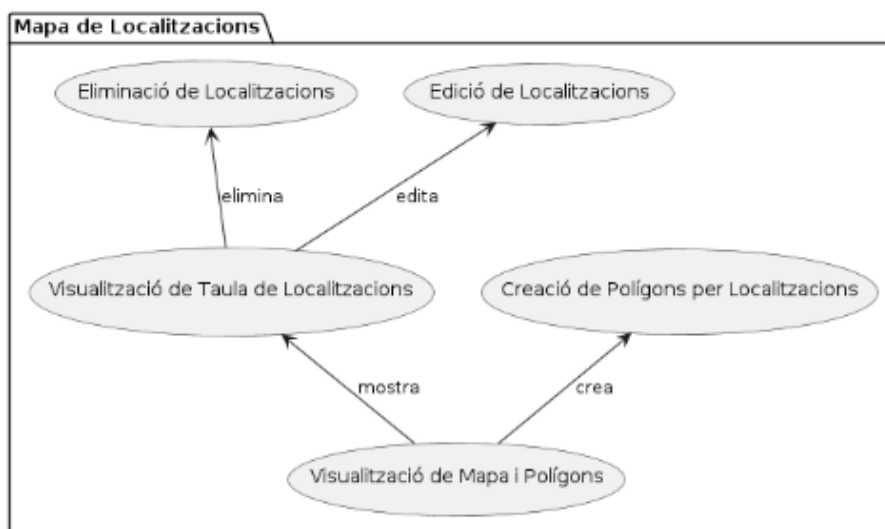 Mapa de Localitzacions
Eliminació de Localitzacions
Edició de Localitzacions
elimina
edita
Visualització de Taula de Localitzacions
Creació de Polígons per Localitzacions
mostra
crea
Visualització de Mapa i Polígons